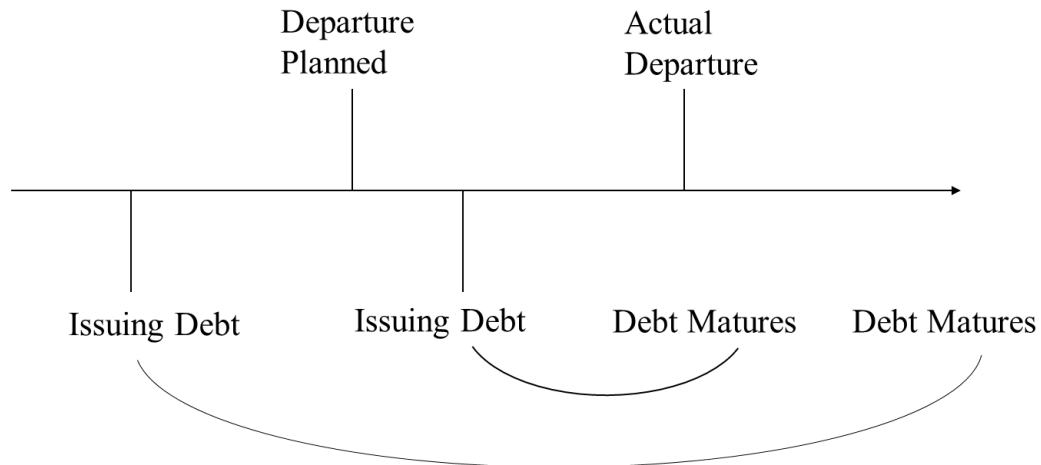 Departure
Planned
Actual
Departure
Issuing Debt
Issuing Debt
Debt Matures
Debt Matures